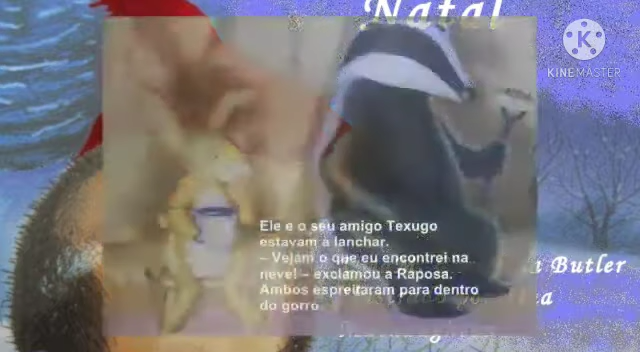 Natal
KINEMASTER
Ele e o seu amigo Texugo
estavam a lanchar.
– Vejam o que eu encontrei na
neve! – exclamou a Raposa.
Ambos espreitaram para dentro
do gorro.
Butler